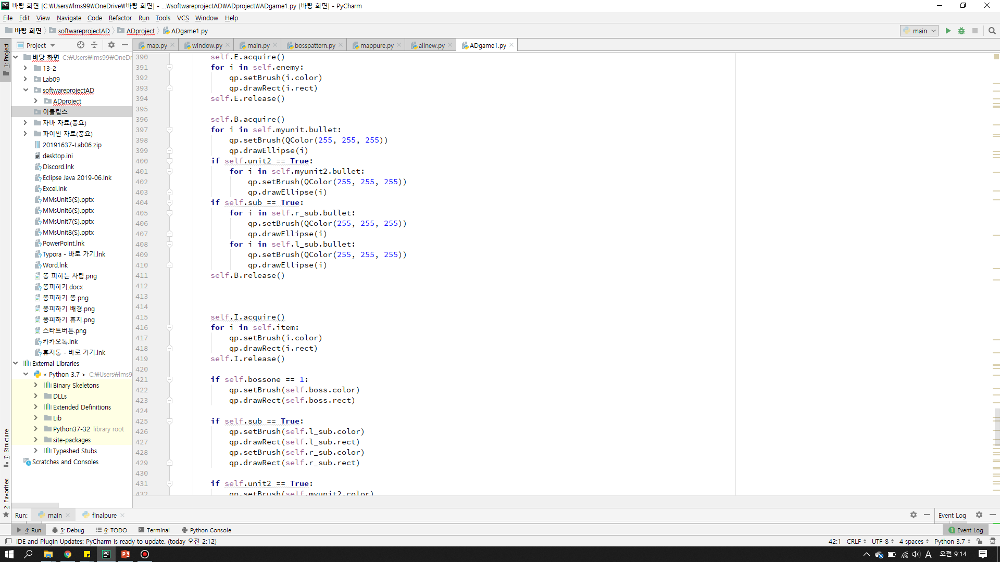 바탕 화면 [C:\Users\lms99\OneDrive\바탕 화면] - ...\softwareprojectAD\ADproject\ADgame1.py [바탕 화면] - PyCharm
File Edit View Navigate Code Refactor Run Tools VCS Window Help
바탕 화면 softwareprojectAD ADproject ADgame1.py main
Project map.py window.py main.py bosspattern.py mappure.py allnew.py ADgame1.py
1: Project
7: Structure
2: Favorites
바탕 화면 C:\Users\lms99\OneDr
13-2
Lab09
softwareprojectAD
ADproject
이클립스
자바 자료(중요)
파이썬 자료(중요)
20191637-Lab06.zip
desktop.ini
Discord.lnk
Eclipse Java 2019-06.lnk
Excel.lnk
MMsUnit5(S).pptx
MMsUnit6(S).pptx
MMsUnit7(S).pptx
MMsUnit8(S).pptx
PowerPoint.lnk
Typora - 바로 가기.lnk
Word.lnk
똥 피하는 사람.png
똥피하기.docx
똥피하기 똥.png
똥피하기 배경.png
똥피하기 휴지.png
스타트버튼.png
카카오톡.lnk
휴지통 - 바로 가기.lnk
External Libraries
< Python 3.7 > C:\Users\lms9
Binary Skeletons
DLLs
Extended Definitions
Lib
Python37-32 library root
site-packages
Typeshed Stubs
Scratches and Consoles
390 self.E.acquire()
391 for i in self.enemy:
392 qp.setBrush(i.color)
393 qp.drawRect(i.rect)
394 self.E.release()
395
396 self.B.acquire()
397 for i in self.myunit.bullet:
398 qp.setBrush(QColor(255, 255, 255))
399 qp.drawEllipse(i)
400 if self.unit2 == True:
401 for i in self.myunit2.bullet:
402 qp.setBrush(QColor(255, 255, 255))
403 qp.drawEllipse(i)
404 if self.sub == True:
405 for i in self.r_sub.bullet:
406 qp.setBrush(QColor(255, 255, 255))
407 qp.drawEllipse(i)
408 for i in self.l_sub.bullet:
409 qp.setBrush(QColor(255, 255, 255))
410 qp.drawEllipse(i)
411 self.B.release()
412
413
414
415 self.I.acquire()
416 for i in self.item:
417 qp.setBrush(i.color)
418 qp.drawRect(i.rect)
419 self.I.release()
420
421 if self.bossone == 1:
422 qp.setBrush(self.boss.color)
423 qp.drawRect(self.boss.rect)
424
425 if self.sub == True:
426 qp.setBrush(self.l_sub.color)
427 qp.drawRect(self.l_sub.rect)
428 qp.setBrush(self.r_sub.color)
429 qp.drawRect(self.r_sub.rect)
430
431 if self.unit2 == True:
432 qp.setBrush(self.myunit2.color)
Run: main finalpure Event Log
4: Run 5: Debug 6: TODO Terminal Python Console 1 Event Log
IDE and Plugin Updates: PyCharm is ready to update. (today 오전 2:12) 42:1 CRLF UTF-8 4 spaces Python 3.7
A 오전 9:14